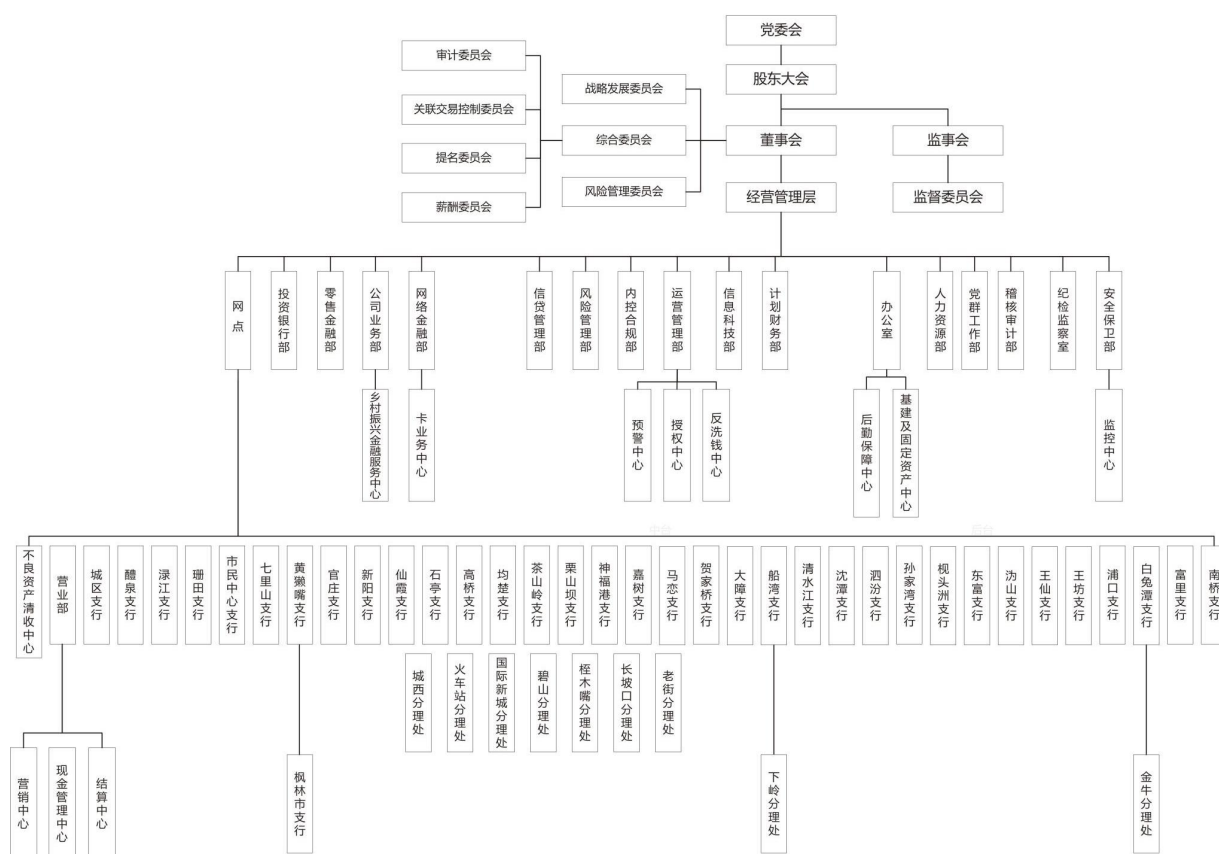 党委会
股东大会
董事会
监事会
经营管理层
监督委员会
战略发展委员会
综合委员会
风险管理委员会
审计委员会
关联交易控制委员会
提名委员会
薪酬委员会
网点
投资银行部
零售金融部
公司业务部
网络金融部
信贷管理部
风险管理部
内控合规部
运营管理部
信息科技部
计划财务部
办公室
人力资源部
党群工作部
稽核审计部
纪检监察室
安全保卫部
乡村振兴金融服务中心
卡业务中心
预警中心
授权中心
反洗钱中心
后勤保障中心
基建及固定资产中心
监控中心
不良资产清收中心
营业部
城区支行
醴泉支行
渌江支行
珊田支行
市民中心支行
七里山支行
黄獭嘴支行
官庄支行
新阳支行
仙霞支行
石亭支行
高桥支行
均楚支行
茶山岭支行
栗山坝支行
神福港支行
嘉树支行
马恋支行
贺家桥支行
大障支行
船湾支行
清水江支行
沈潭支行
泗汾支行
孙家湾支行
枧头洲支行
东富支行
沩山支行
王仙支行
王坊支行
浦口支行
白兔潭支行
富里支行
南桥支行
城西分理处
火车站分理处
国际新城分理处
碧山分理处
桎木嘴分理处
长坡口分理处
老街分理处
营销中心
现金管理中心
结算中心
枫林市支行
下岭分理处
金牛分理处